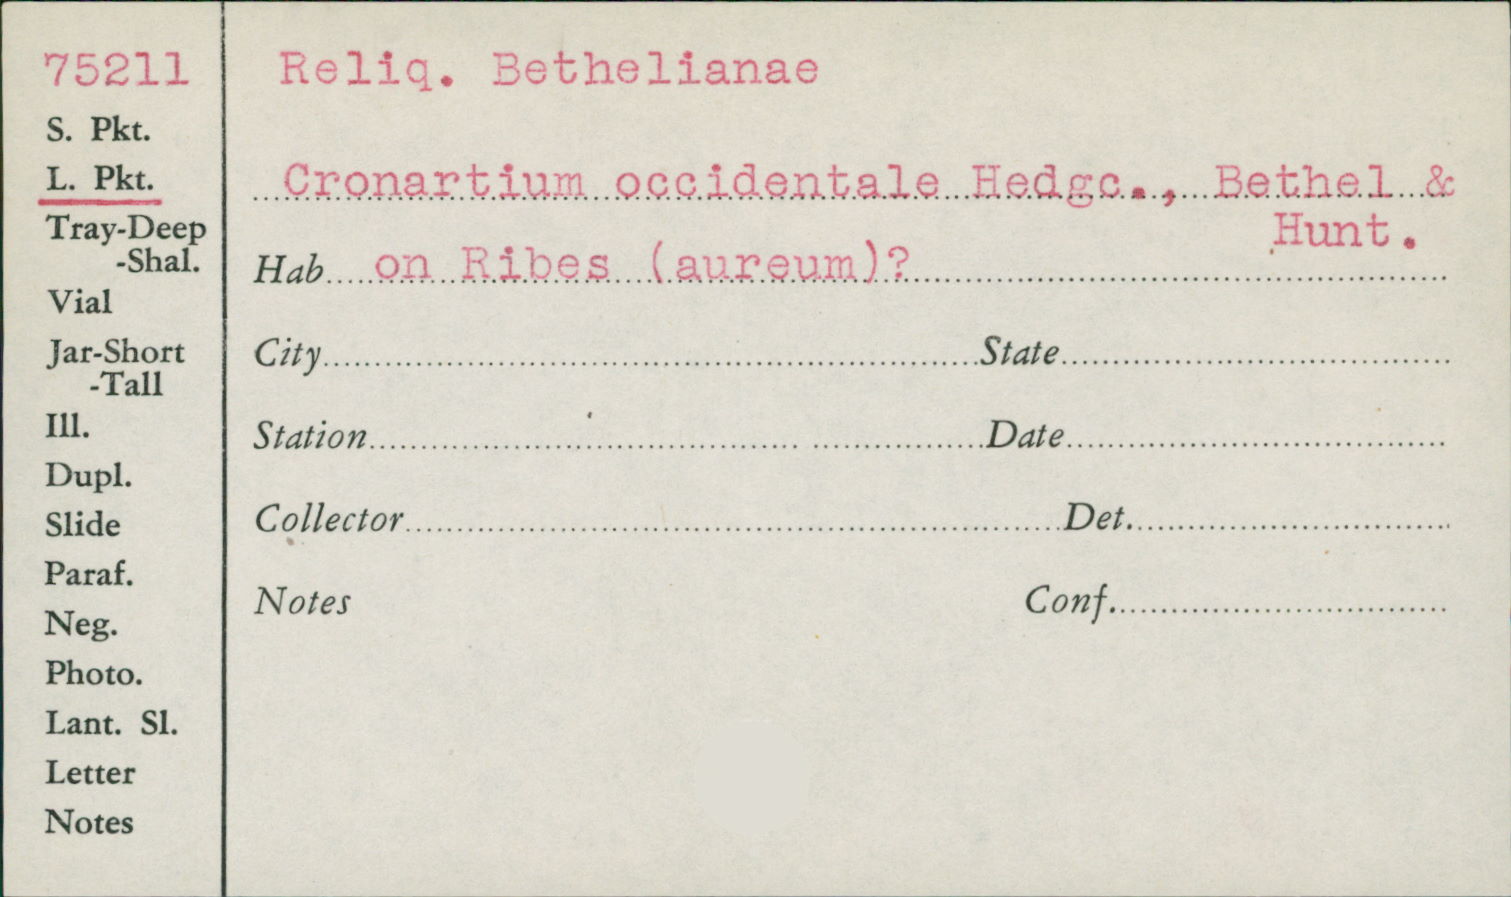 75211
S. Pkt.
L. Pkt.
Tray-Deep
-Shal.
Vial
Jar-Short
-Tall
Ill.
Dupl.
Slide
Paraf.
Neg.
Photo.
Lant. Sl.
Letter
Notes
Reliq. Bethelianae
Cronartium occidentale Hedgc., Bethel &
Hunt.
Hab. on Ribes (aureum)?
City State
Station Date
Collector Det.
Notes Conf.